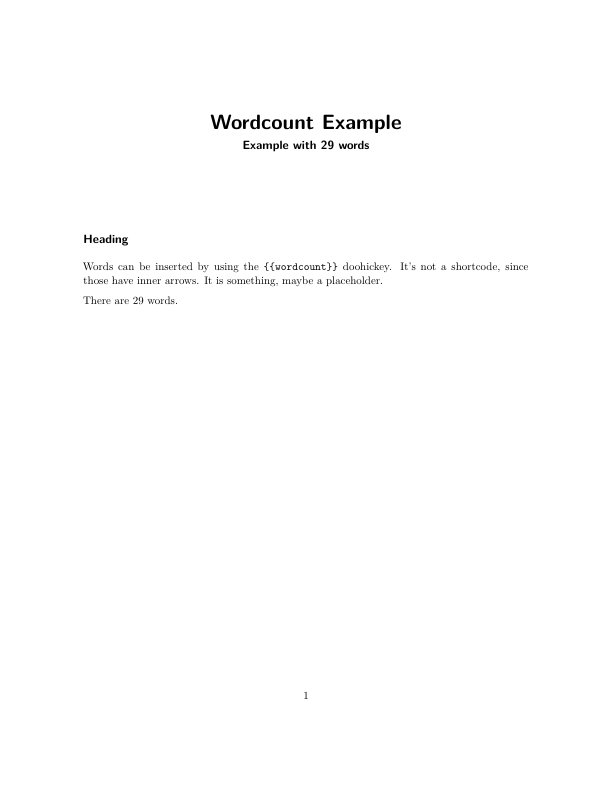 Wordcount Example
Example with 29 words
Heading
Words can be inserted by using the {{wordcount}} doohickey. It's not a shortcode, since
those have inner arrows. It is something, maybe a placeholder.
There are 29 words.
1